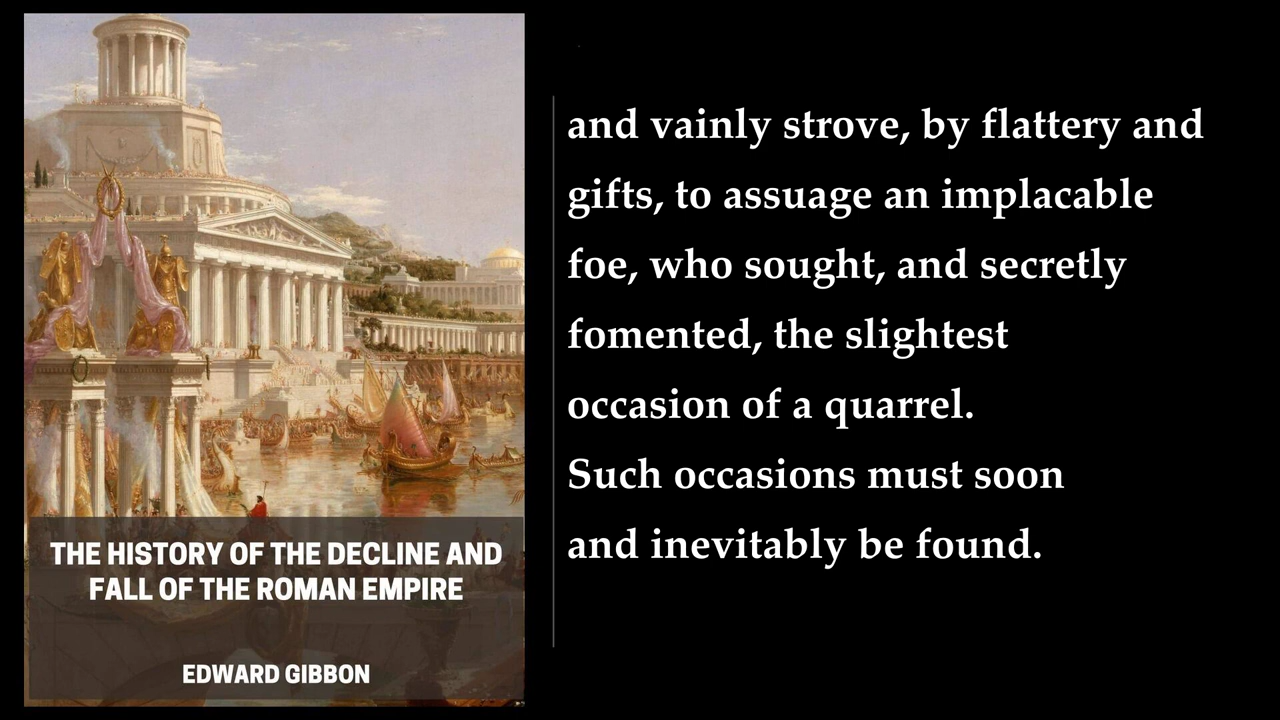 THE HISTORY OF THE DECLINE AND
FALL OF THE ROMAN EMPIRE
EDWARD GIBBON
and vainly strove, by flattery and
gifts, to assuage an implacable
foe, who sought, and secretly
fomented, the slightest
occasion of a quarrel.
Such occasions must soon
and inevitably be found.